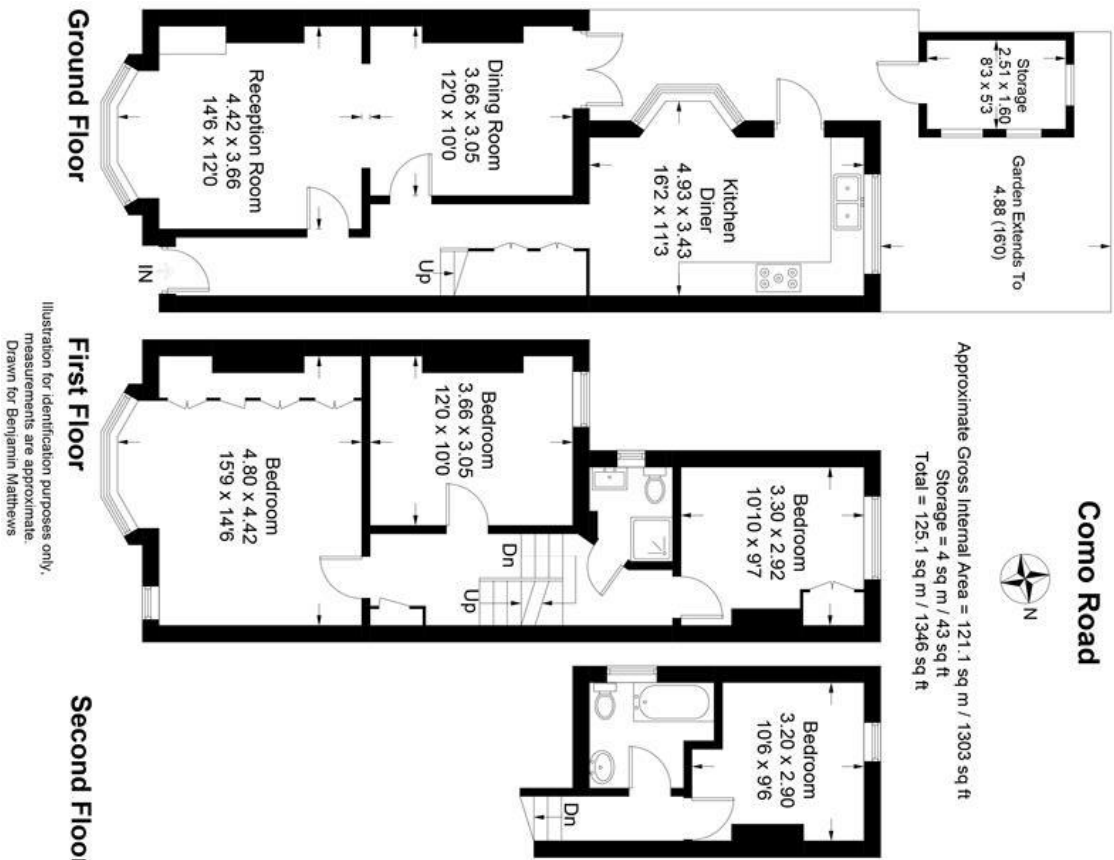 Como Road
N
Approximate Gross Internal Area = 121.1 sq m / 1303 sq ft
Storage = 4 sq m / 43 sq ft
Total = 125.1 sq m / 1346 sq ft
Storage
2.51 x 1.60
8'3 x 5'3
Garden Extends To
4.88 (16'0)
Kitchen
Diner
4.93 x 3.43
16'2 x 11'3
Dining Room
3.66 x 3.05
12'0 x 10'0
Up
Reception Room
4.42 x 3.66
14'6 x 12'0
IN
Ground Floor
Bedroom
3.30 x 2.92
10'10 x 9'7
Bedroom
3.66 x 3.05
12'0 x 10'0
Dn
Up
Bedroom
4.80 x 4.42
15'9 x 14'6
First Floor
Bedroom
3.20 x 2.90
10'6 x 9'6
Dn
Second Floor
Illustration for identification purposes only,
measurements are approximate.
Drawn for Benjamin Matthews